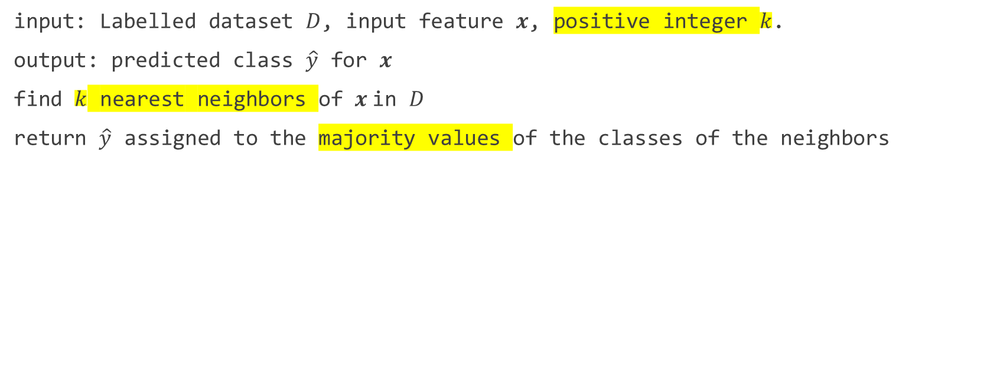 input: Labelled dataset D, input feature x, positive integer k.
output: predicted class ŷ for x
find k nearest neighbors of x in D
return ŷ assigned to the majority values of the classes of the neighbors